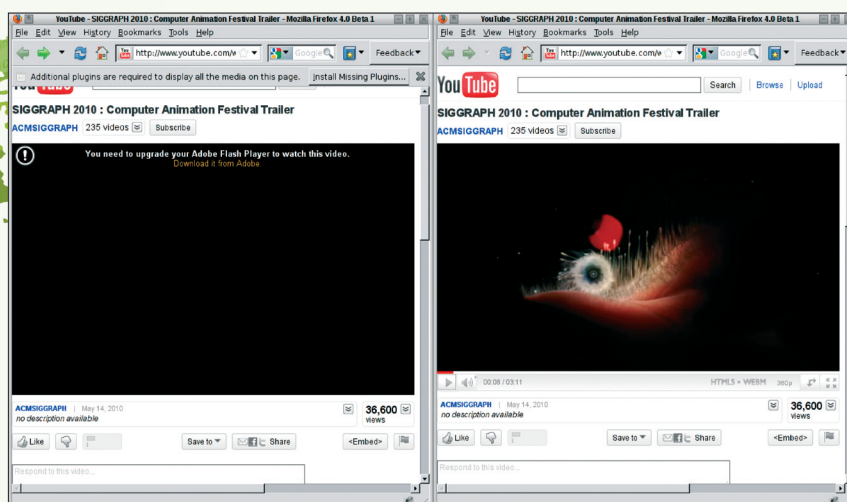 YouTube - SIGGRAPH 2010 : Computer Animation Festival Trailer - Mozilla Firefox 4.0 Beta 1
File Edit View History Bookmarks Tools Help
http://www.youtube.com/w
Google
Feedback
Additional plugins are required to display all the media on this page. Install Missing Plugins...
You Tube
SIGGRAPH 2010 : Computer Animation Festival Trailer
ACMSIGGRAPH 235 videos Subscribe
You need to upgrade your Adobe Flash Player to watch this video.
Download it from Adobe.
ACMSIGGRAPH | May 14, 2010
no description available
36,600
views
Like Save to Share <Embed>
Respond to this video...
YouTube - SIGGRAPH 2010 : Computer Animation Festival Trailer - Mozilla Firefox 4.0 Beta 1
File Edit View History Bookmarks Tools Help
http://www.youtube.com/w
Google
Feedback
You Tube
Search Browse Upload
SIGGRAPH 2010 : Computer Animation Festival Trailer
ACMSIGGRAPH 235 videos Subscribe
00:08 / 03:11 HTML5 • WEBM 360p
ACMSIGGRAPH | May 14, 2010
no description available
36,600
views
Like Save to Share <Embed>
Respond to this video...